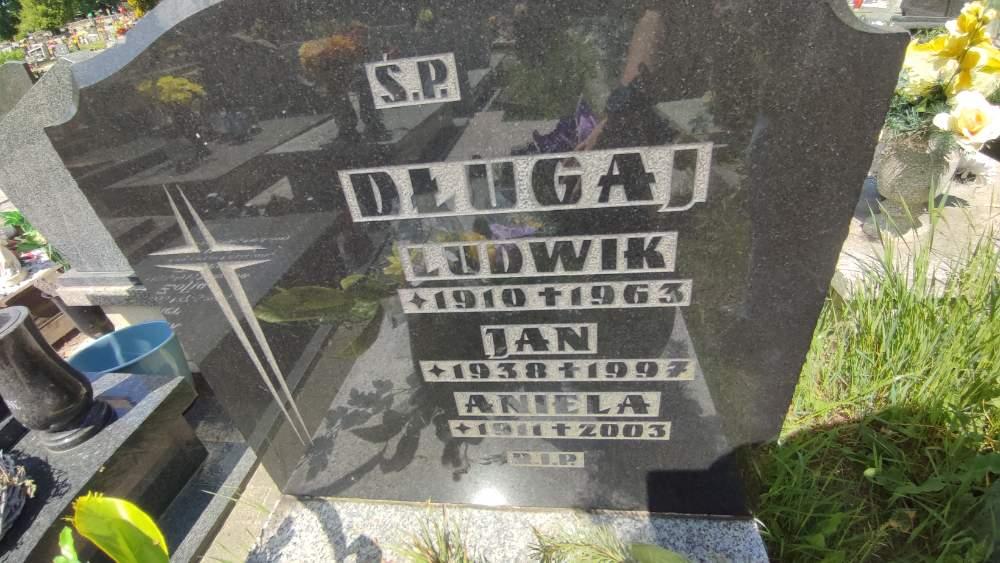 Ś.P.
DŁUGAJ
LUDWIK
✦1910✝1963
JAN
✦1938✝1997
ANIELA
✦1911✝2003
R.I.P.